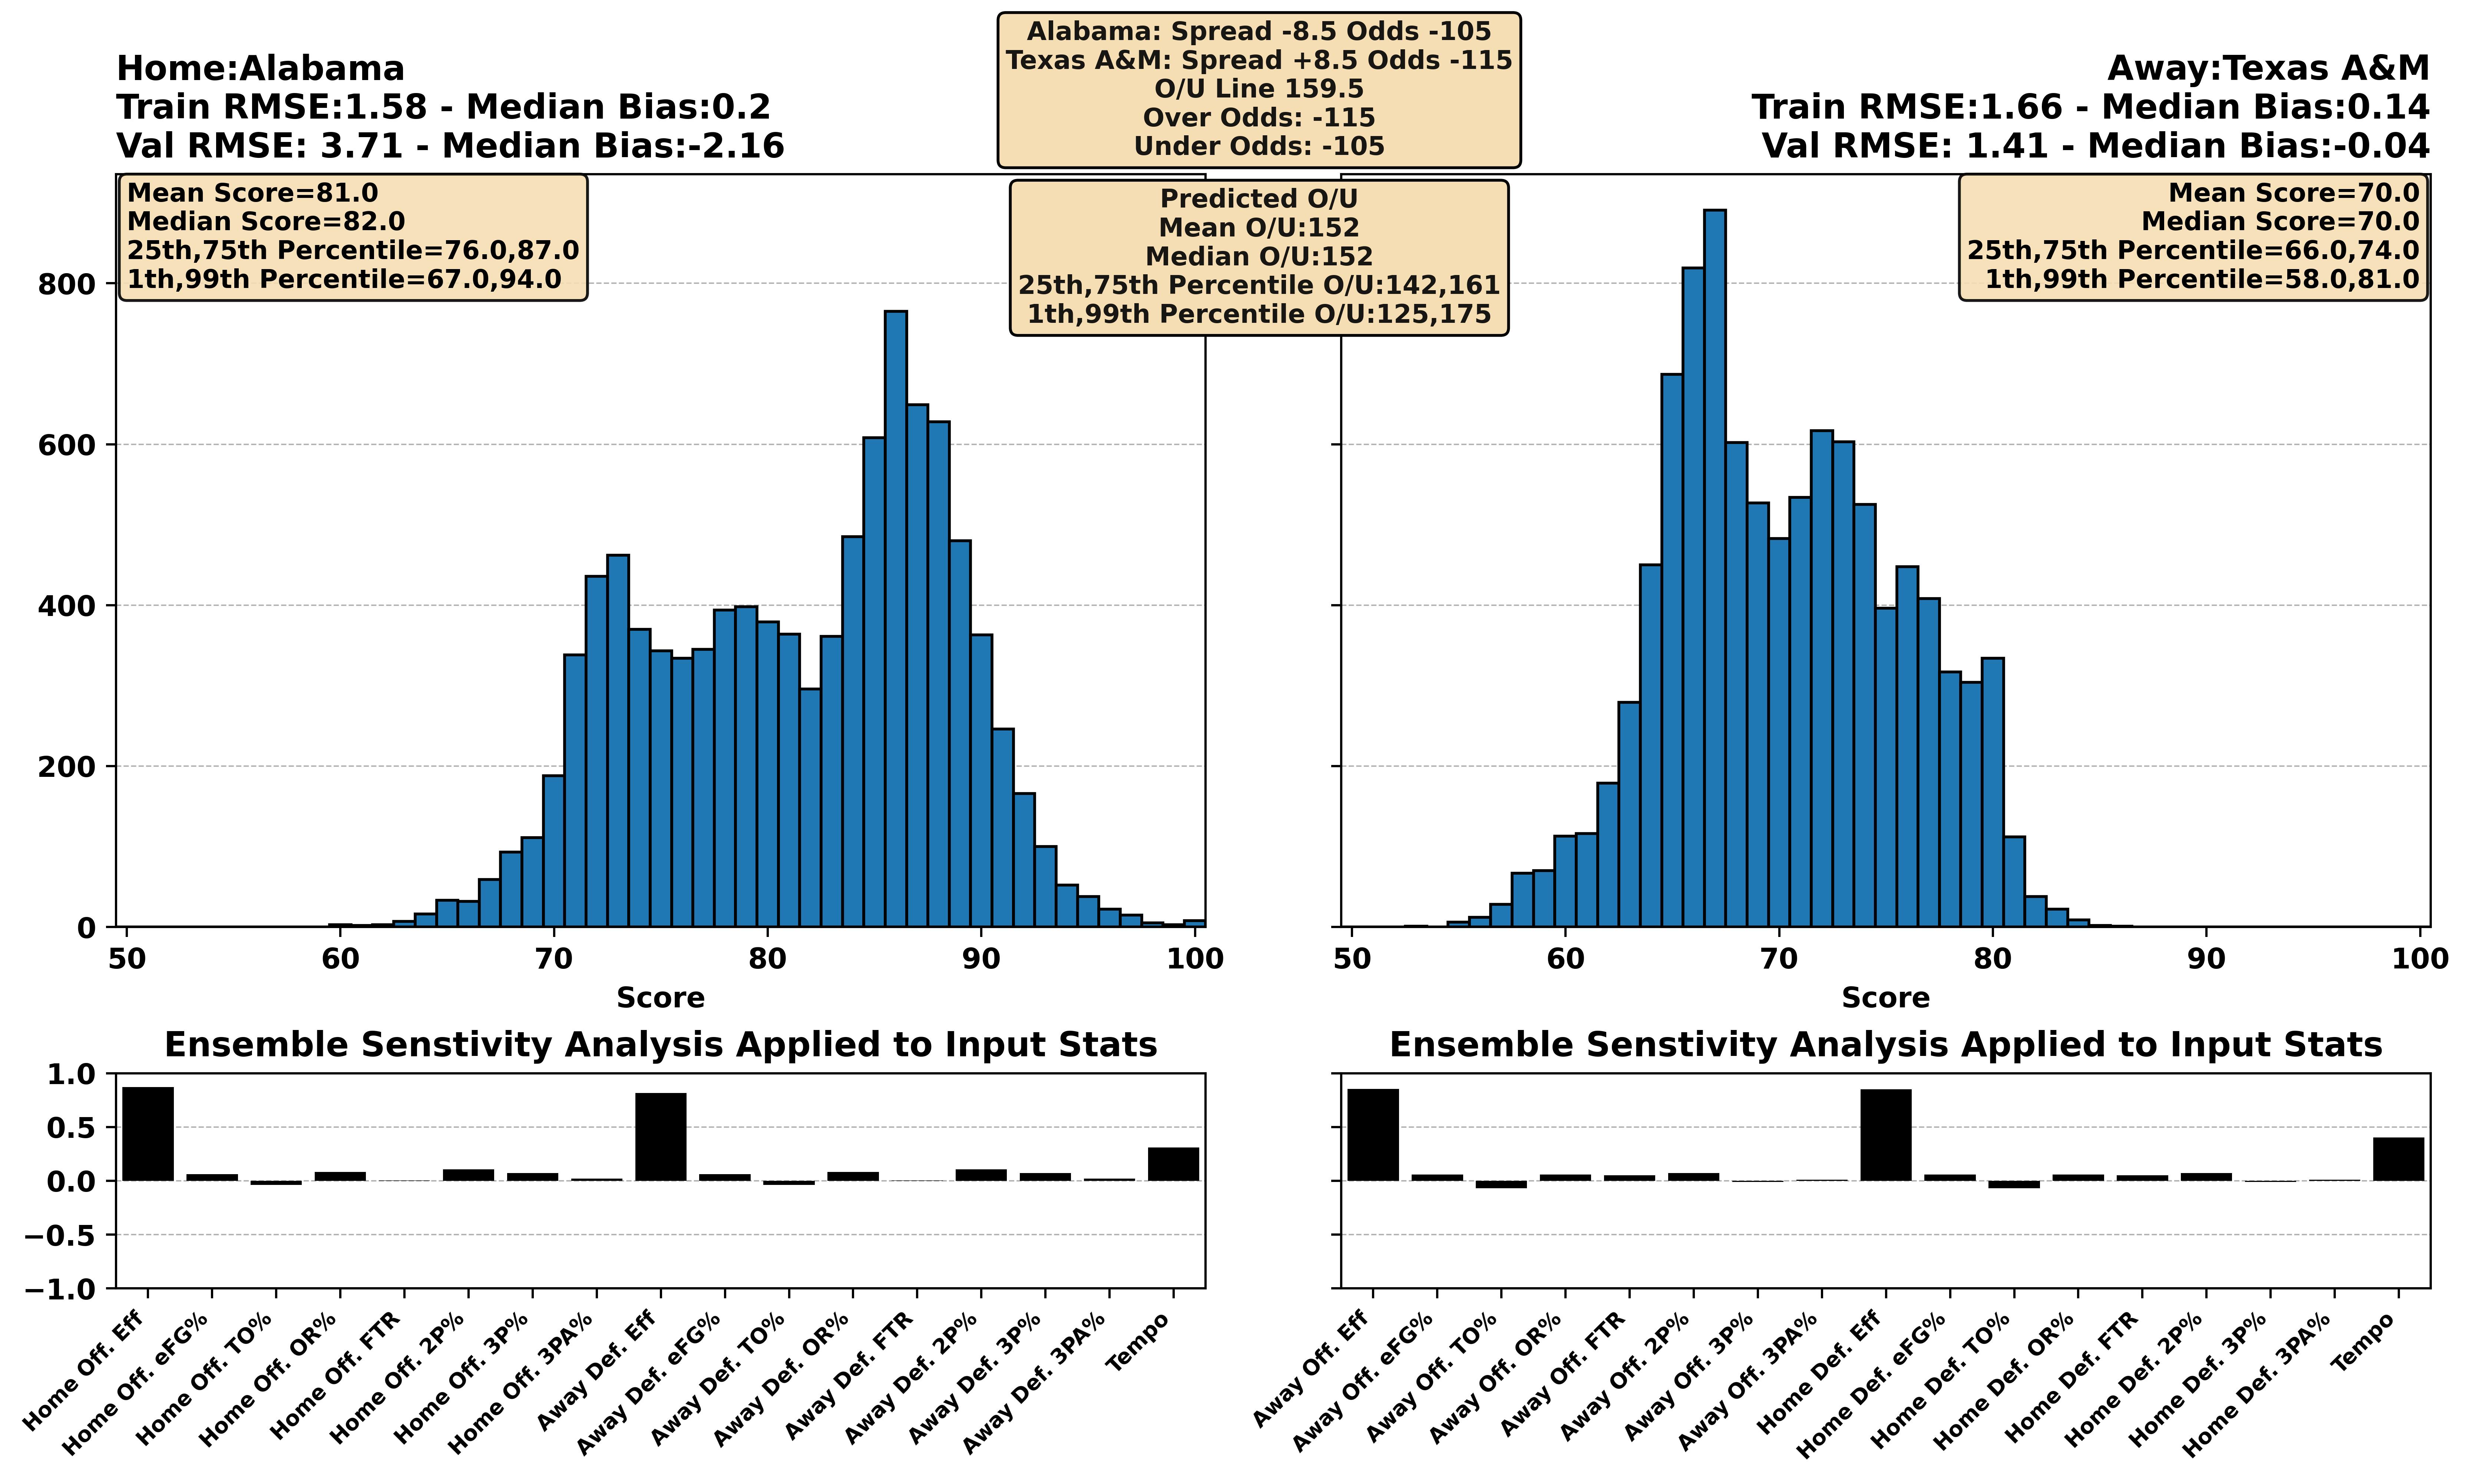 Alabama: Spread -8.5 Odds -105
Texas A&M: Spread +8.5 Odds -115
O/U Line 159.5
Over Odds: -115
Under Odds: -105
Home:Alabama
Train RMSE:1.58 - Median Bias:0.2
Val RMSE: 3.71 - Median Bias:-2.16
Away:Texas A&M
Train RMSE:1.66 - Median Bias:0.14
Val RMSE: 1.41 - Median Bias:-0.04
Mean Score=81.0
Median Score=82.0
25th,75th Percentile=76.0,87.0
1th,99th Percentile=67.0,94.0
Predicted O/U
Mean O/U:152
Median O/U:152
25th,75th Percentile O/U:142,161
1th,99th Percentile O/U:125,175
Mean Score=70.0
Median Score=70.0
25th,75th Percentile=66.0,74.0
1th,99th Percentile=58.0,81.0
800
600
400
200
0
50 60 70 80 90 100
Score
50 60 70 80 90 100
Score
Ensemble Senstivity Analysis Applied to Input Stats
1.0
0.5
0.0
−0.5
−1.0
Home Off. Eff
Home Off. eFG%
Home Off. TO%
Home Off. OR%
Home Off. FTR
Home Off. 2P%
Home Off. 3P%
Home Off. 3PA%
Away Def. Eff
Away Def. eFG%
Away Def. TO%
Away Def. OR%
Away Def. FTR
Away Def. 2P%
Away Def. 3P%
Away Def. 3PA%
Tempo
Ensemble Senstivity Analysis Applied to Input Stats
Away Off. Eff
Away Off. eFG%
Away Off. TO%
Away Off. OR%
Away Off. FTR
Away Off. 2P%
Away Off. 3P%
Away Off. 3PA%
Home Def. Eff
Home Def. eFG%
Home Def. TO%
Home Def. OR%
Home Def. FTR
Home Def. 2P%
Home Def. 3P%
Home Def. 3PA%
Tempo